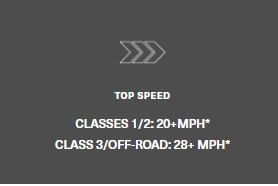 TOP SPEED
CLASSES 1/2: 20+MPH*
CLASS 3/OFF-ROAD: 28+ MPH*